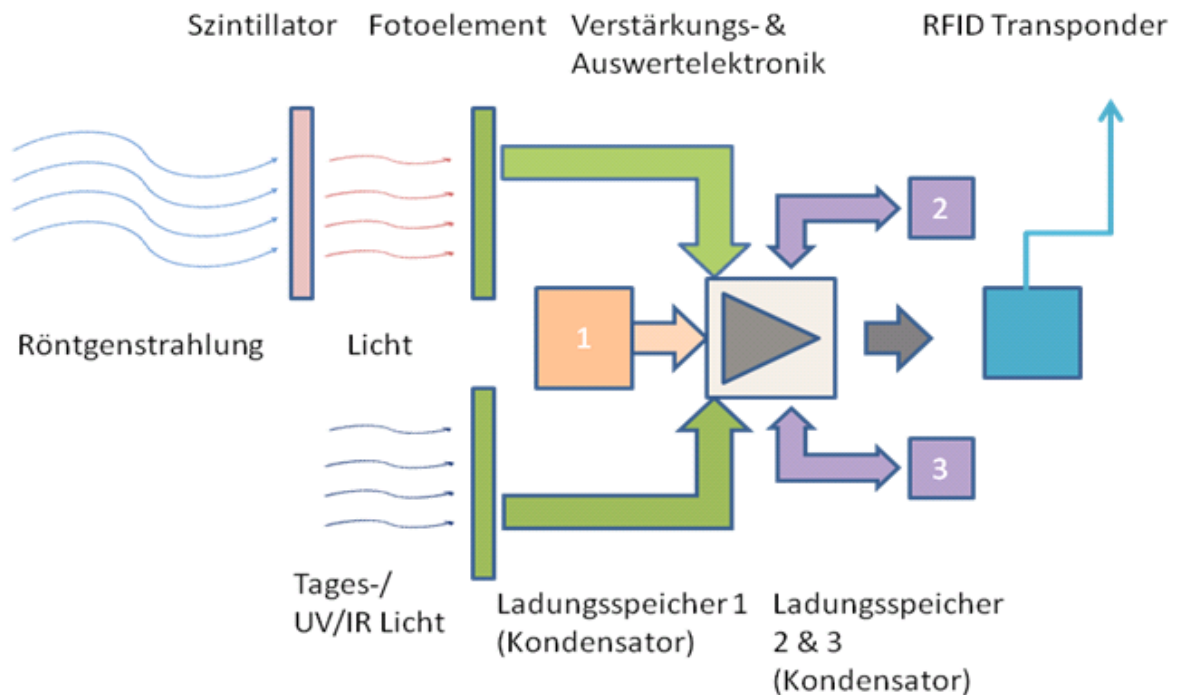 Szintillator
Fotoelement
Verstärkungs- &
Auswertelektronik
RFID Transponder
2
1
Röntgenstrahlung
Licht
3
Tages-/
UV/IR Licht
Ladungsspeicher 1
(Kondensator)
Ladungsspeicher
2 & 3
(Kondensator)